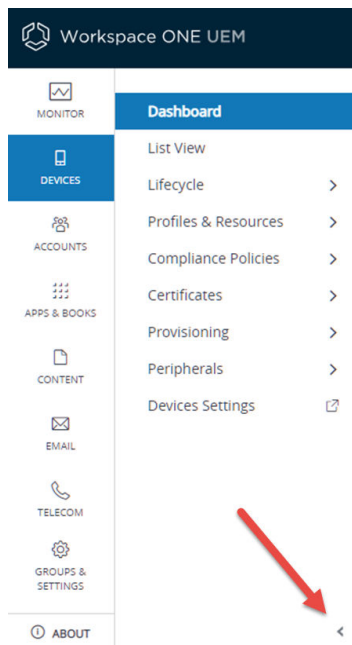 Workspace ONE UEM
MONITOR
DEVICES
ACCOUNTS
APPS & BOOKS
CONTENT
EMAIL
TELECOM
GROUPS &
SETTINGS
ABOUT
Dashboard
List View
Lifecycle
Profiles & Resources
Compliance Policies
Certificates
Provisioning
Peripherals
Devices Settings